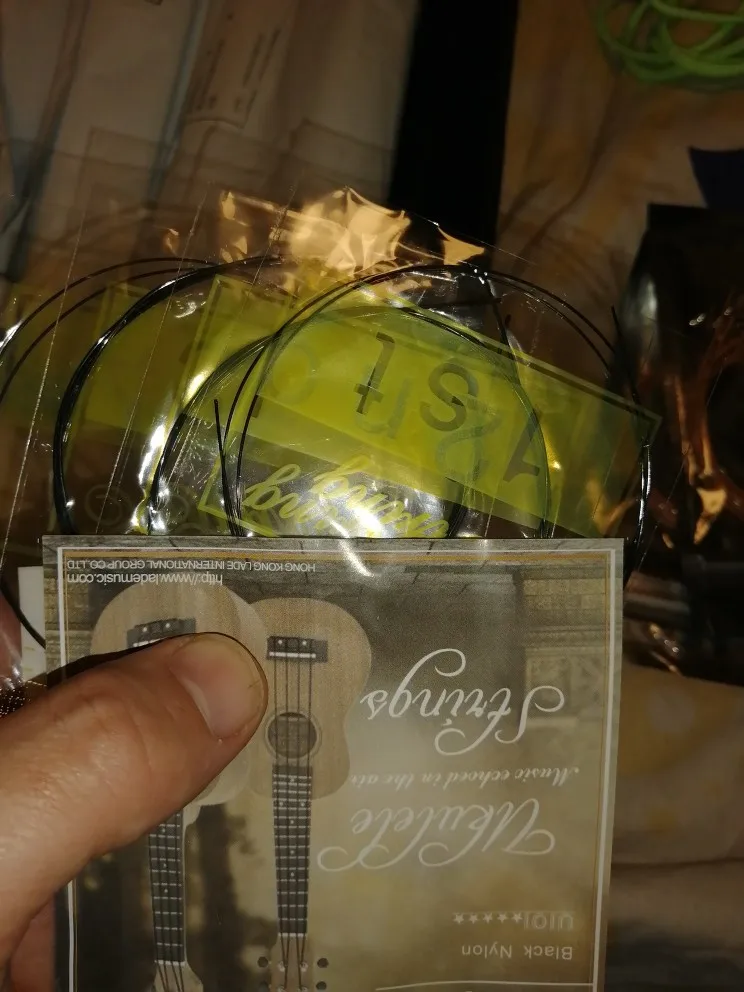 Black Nylon
U101★★★★★★
Ukulele
Music echoed in the air
Strings
http://www.lademusic.com
HONG KONG LADE INTERNATIONAL GROUP CO.,LTD
1st